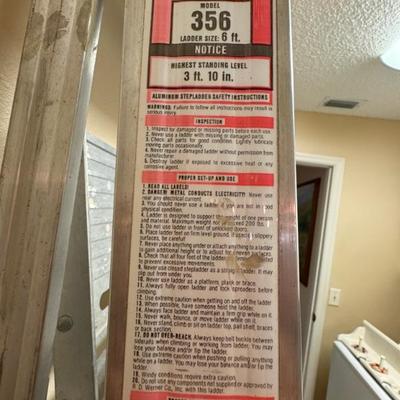 MODEL
356
LADDER SIZE: 6 ft.
NOTICE
HIGHEST STANDING LEVEL
3 ft. 10 in.
ALUMINUM STEPLADDER SAFETY INSTRUCTIONS
WARNING: Failure to follow all instructions may result in
serious injury.
INSPECTION
1. Inspect for damaged or missing parts before each use.
2. Never use a ladder with missing or damaged parts.
3. Check all parts for good condition. Lightly lubricate
moving parts occasionally.
4. Never repair a damaged ladder without permission from
manufacturer.
5. Destroy ladder if exposed to excessive heat or any
corrosive agent.
PROPER SET-UP AND USE
1. READ ALL LABELS!
2. DANGER! METAL CONDUCTS ELECTRICITY! Never use
near any electrical current.
3. You should never use a ladder if you are not in good
physical condition.
4. Ladder is designed to support the weight of one person
and material. Maximum weight not to exceed 200 lbs.
5. Do not use ladder in front of unlocked doors.
6. Place ladder feet on firm level ground. If ground is slippery
surfaces, be careful!
7. Never place anything under or attach anything to a ladder
to gain additional height or to adjust for uneven
8. Check that all four feet of the ladder are
to prevent excessive movements.
9. Never use closed stepladder as a straight ladder. It may
slip out from under you.
10. Never use ladder as a platform, plank or brace.
11. Always fully open ladder and lock spreaders before
climbing.
12. Use extreme caution when getting on and off the ladder.
13. When possible, have someone hold the ladder.
14. Always face ladder and maintain a firm grip while on it.
15. Never walk, bounce, or move ladder while on it.
16. Never stand, climb or sit on ladder top, pail shelf, braces
or back section.
17. DO NOT OVER-REACH. Always keep belt buckle between
siderails when climbing or working from ladder. You may
lose your balance and/or tip the ladder.
18. Use extreme caution when pushing or pulling anything
while on a ladder. You may lose your balance and/or tip
the ladder.
19. Windy conditions require extra caution.
20. Do not use any components not supplied or approved by
R. D. Werner Co., Inc. with this ladder.